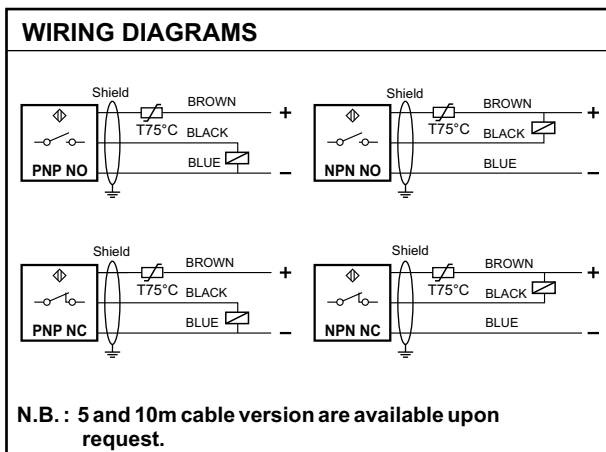 WIRING DIAGRAMS
Shield
BROWN
+
T75°C
BLACK
BLUE
−
PNP NO
Shield
BROWN
+
T75°C
BLACK
BLUE
−
NPN NO
Shield
BROWN
+
T75°C
BLACK
BLUE
−
PNP NC
Shield
BROWN
+
T75°C
BLACK
BLUE
−
NPN NC
N.B. : 5 and 10m cable version are available upon
request.